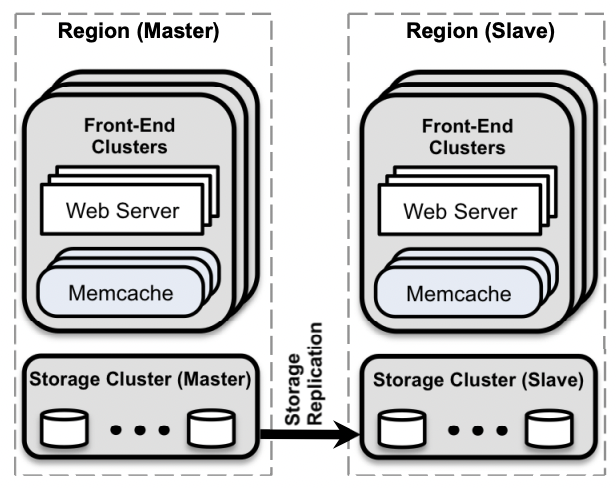 Region (Master)
Front-End
Clusters
Web Server
Memcache
Storage Cluster (Master)
Storage
Replication
Region (Slave)
Front-End
Clusters
Web Server
Memcache
Storage Cluster (Slave)